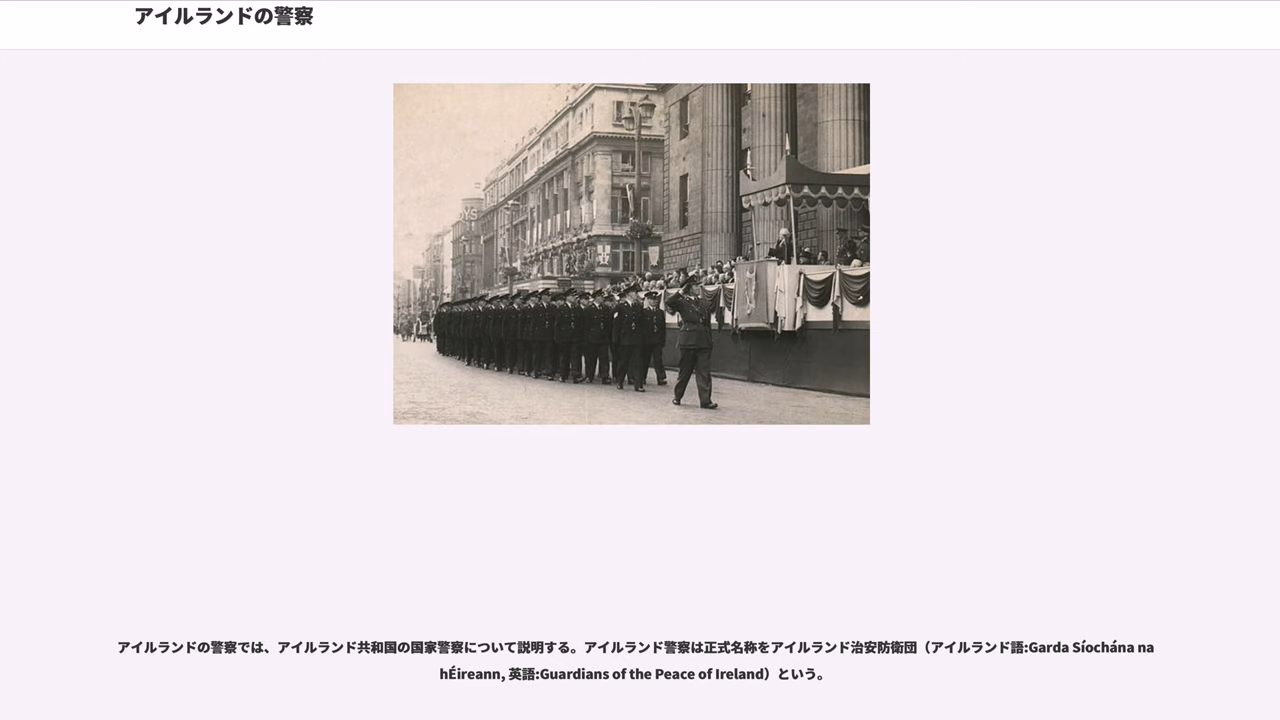 アイルランドの警察
アイルランドの警察では、アイルランド共和国の国家警察について説明する。アイルランド警察は正式名称をアイルランド治安防衛団（アイルランド語:Garda Síochána na
hÉireann, 英語:Guardians of the Peace of Ireland）という。